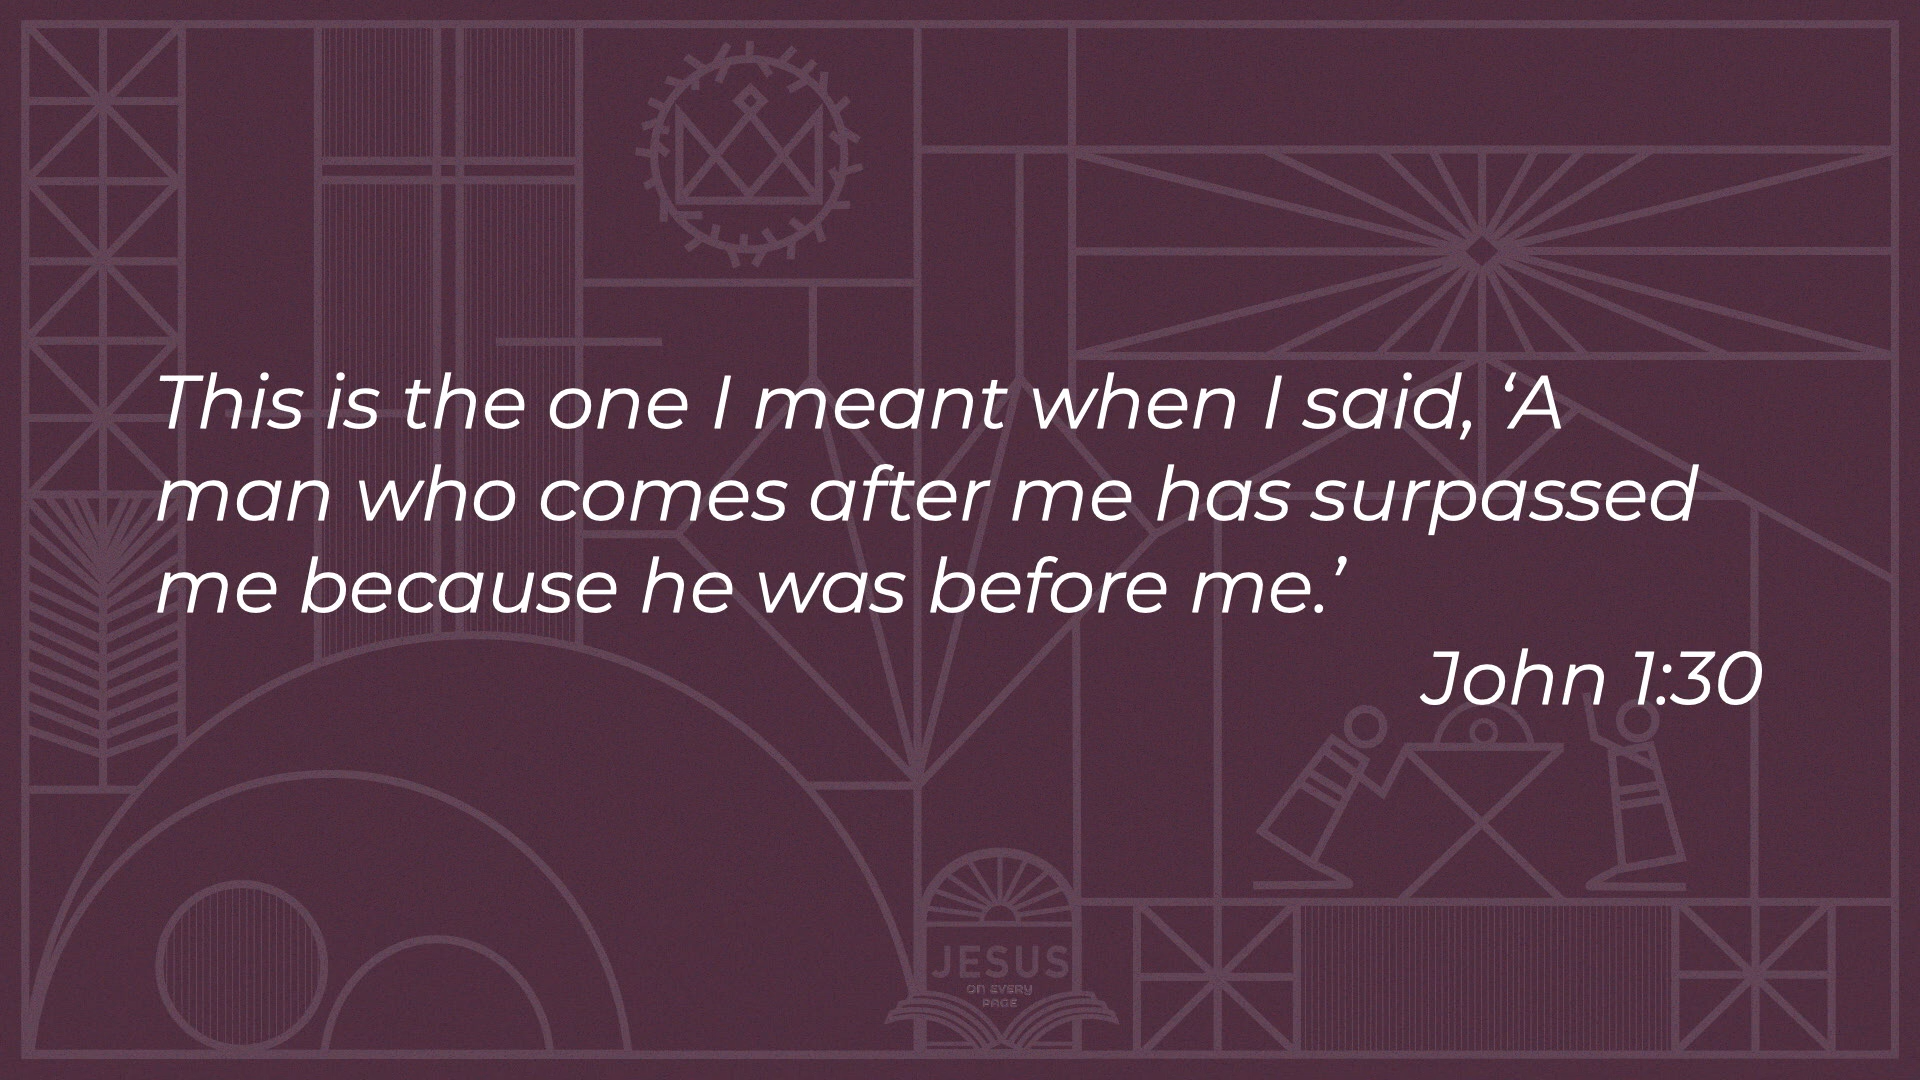 This is the one I meant when I said, ‘A
man who comes after me has surpassed
me because he was before me.’
John 1:30
JESUS
ON EVERY
PAGE